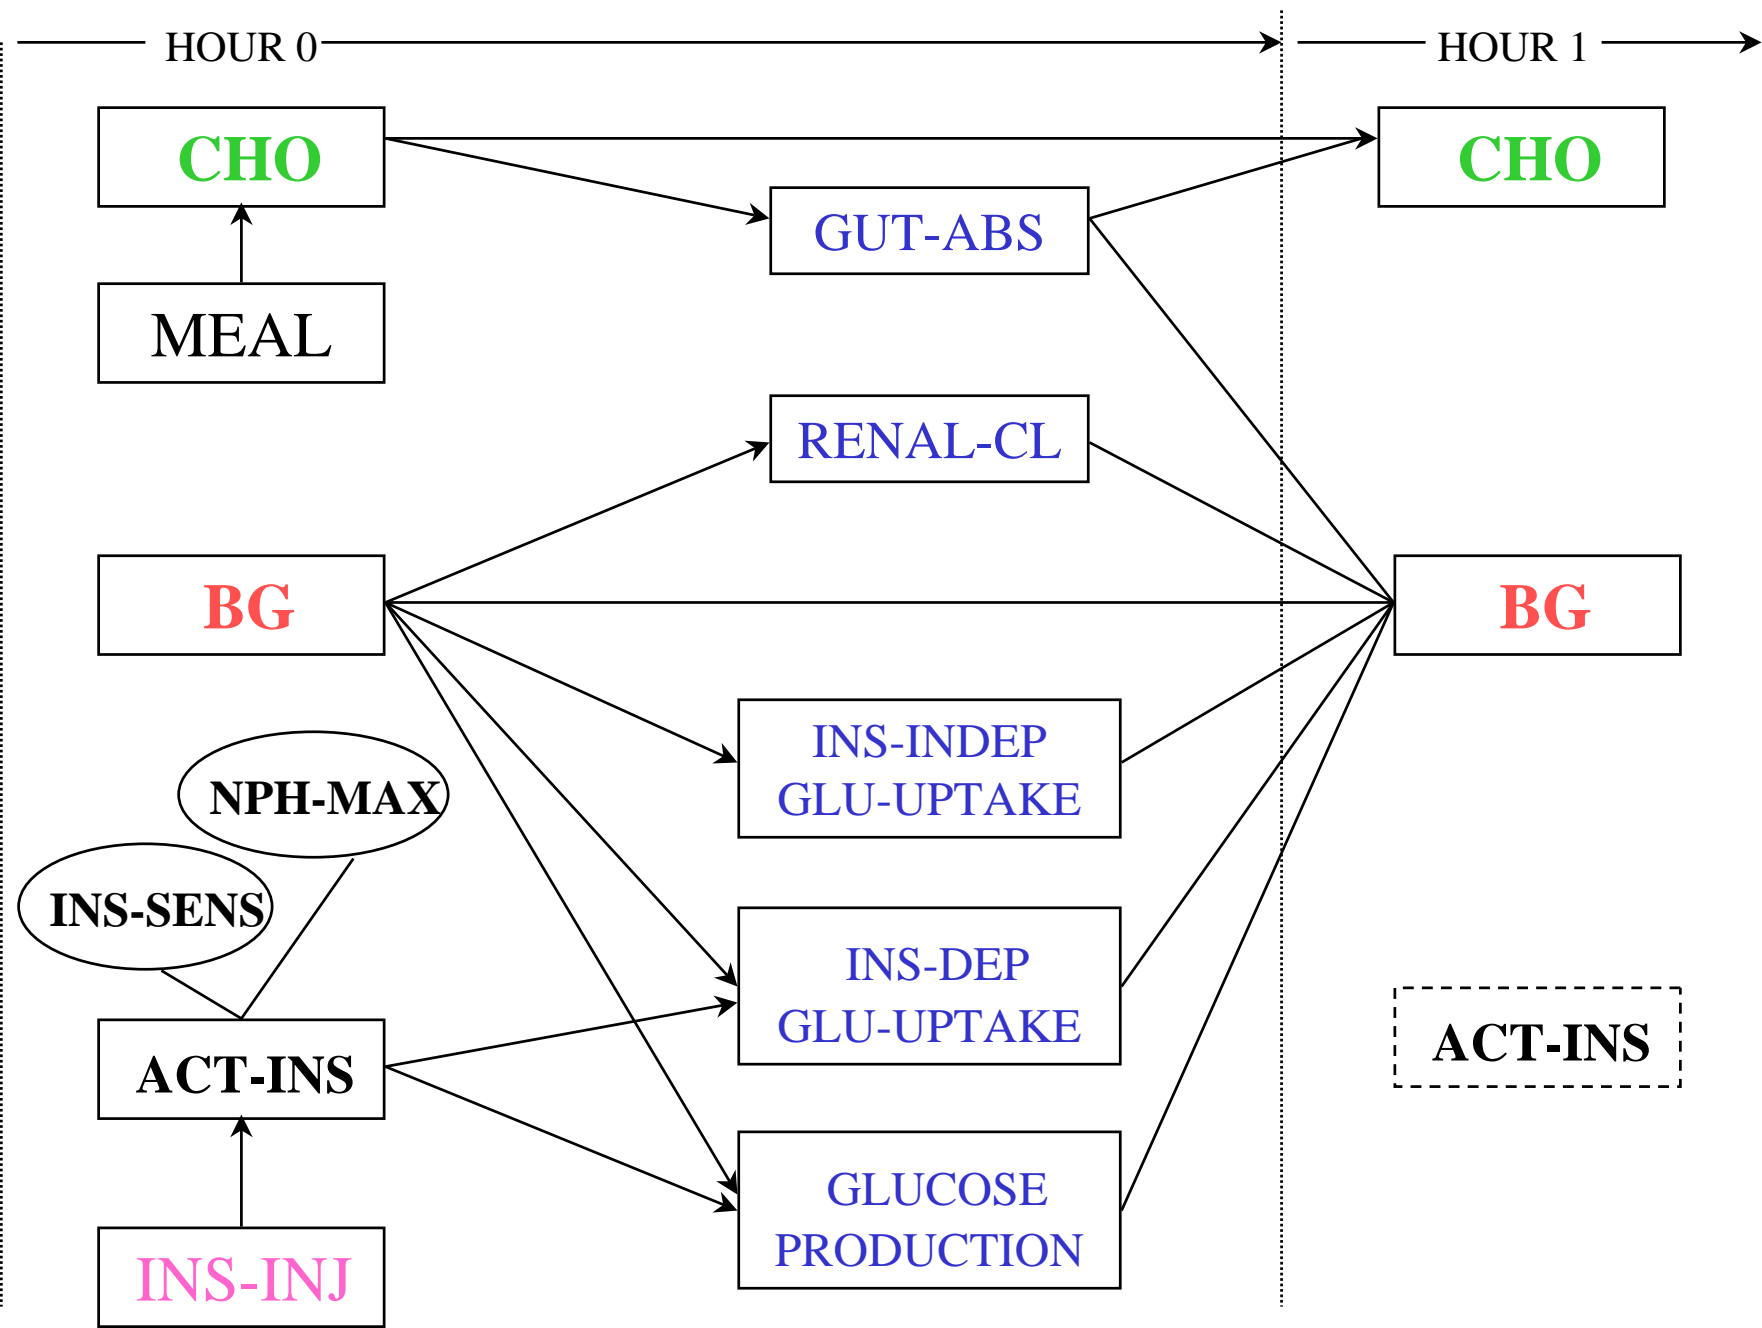 HOUR 0
HOUR 1
CHO
CHO
GUT-ABS
MEAL
RENAL-CL
BG
BG
INS-INDEP
GLU-UPTAKE
NPH-MAX
INS-SENS
INS-DEP
GLU-UPTAKE
ACT-INS
ACT-INS
GLUCOSE
PRODUCTION
INS-INJ